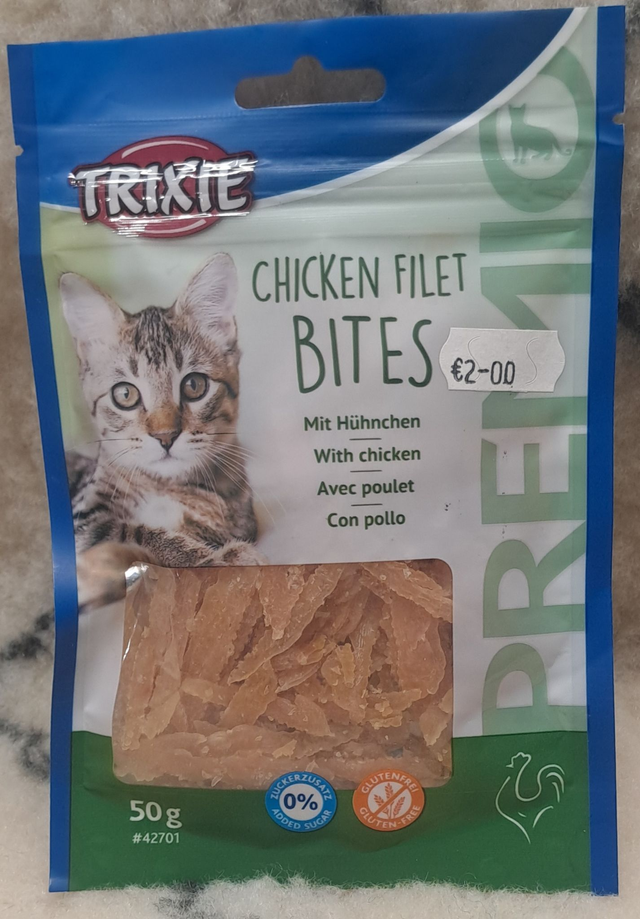 TRIXIE
CHICKEN FILET
BITES
€2-00
Mit Hühnchen
With chicken
Avec poulet
Con pollo
PREMIO
50 g
#42701
ZUCKERZUSATZ
0%
ADDED SUGAR
GLUTENFREI
GLUTEN-FREE